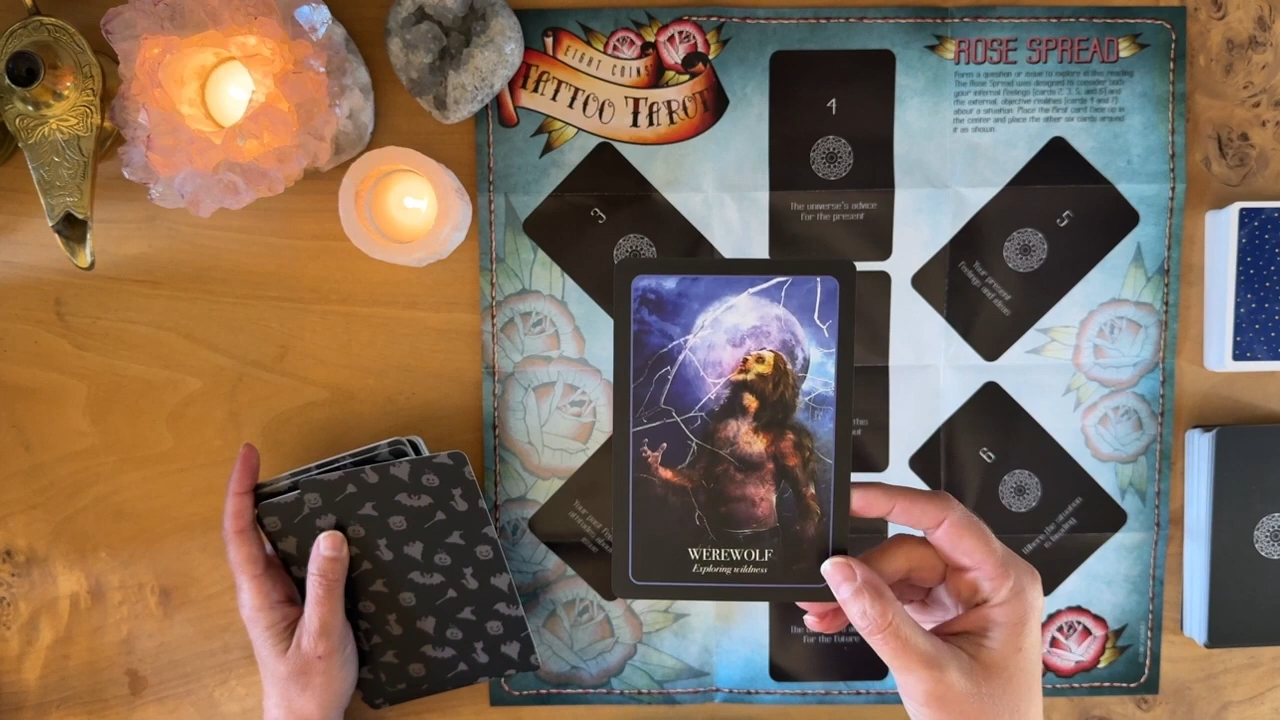 EIGHT COINS'
TATTOO TAROT
ROSE SPREAD
Form a question or issue to explore in this reading.
The Rose Spread was designed to consider both
your internal feelings (cards 2, 3, 5, and 6) and
the external, objective realities (cards 4 and 7)
about a situation. Place the first card face up in
the center and place the other six cards around
it as shown.
4
The universe's advice
for the present
3
5
Your present
feelings and ideas
6
Where the situation
is heading
Your past
attitudes
WEREWOLF
Exploring wildness
for the future